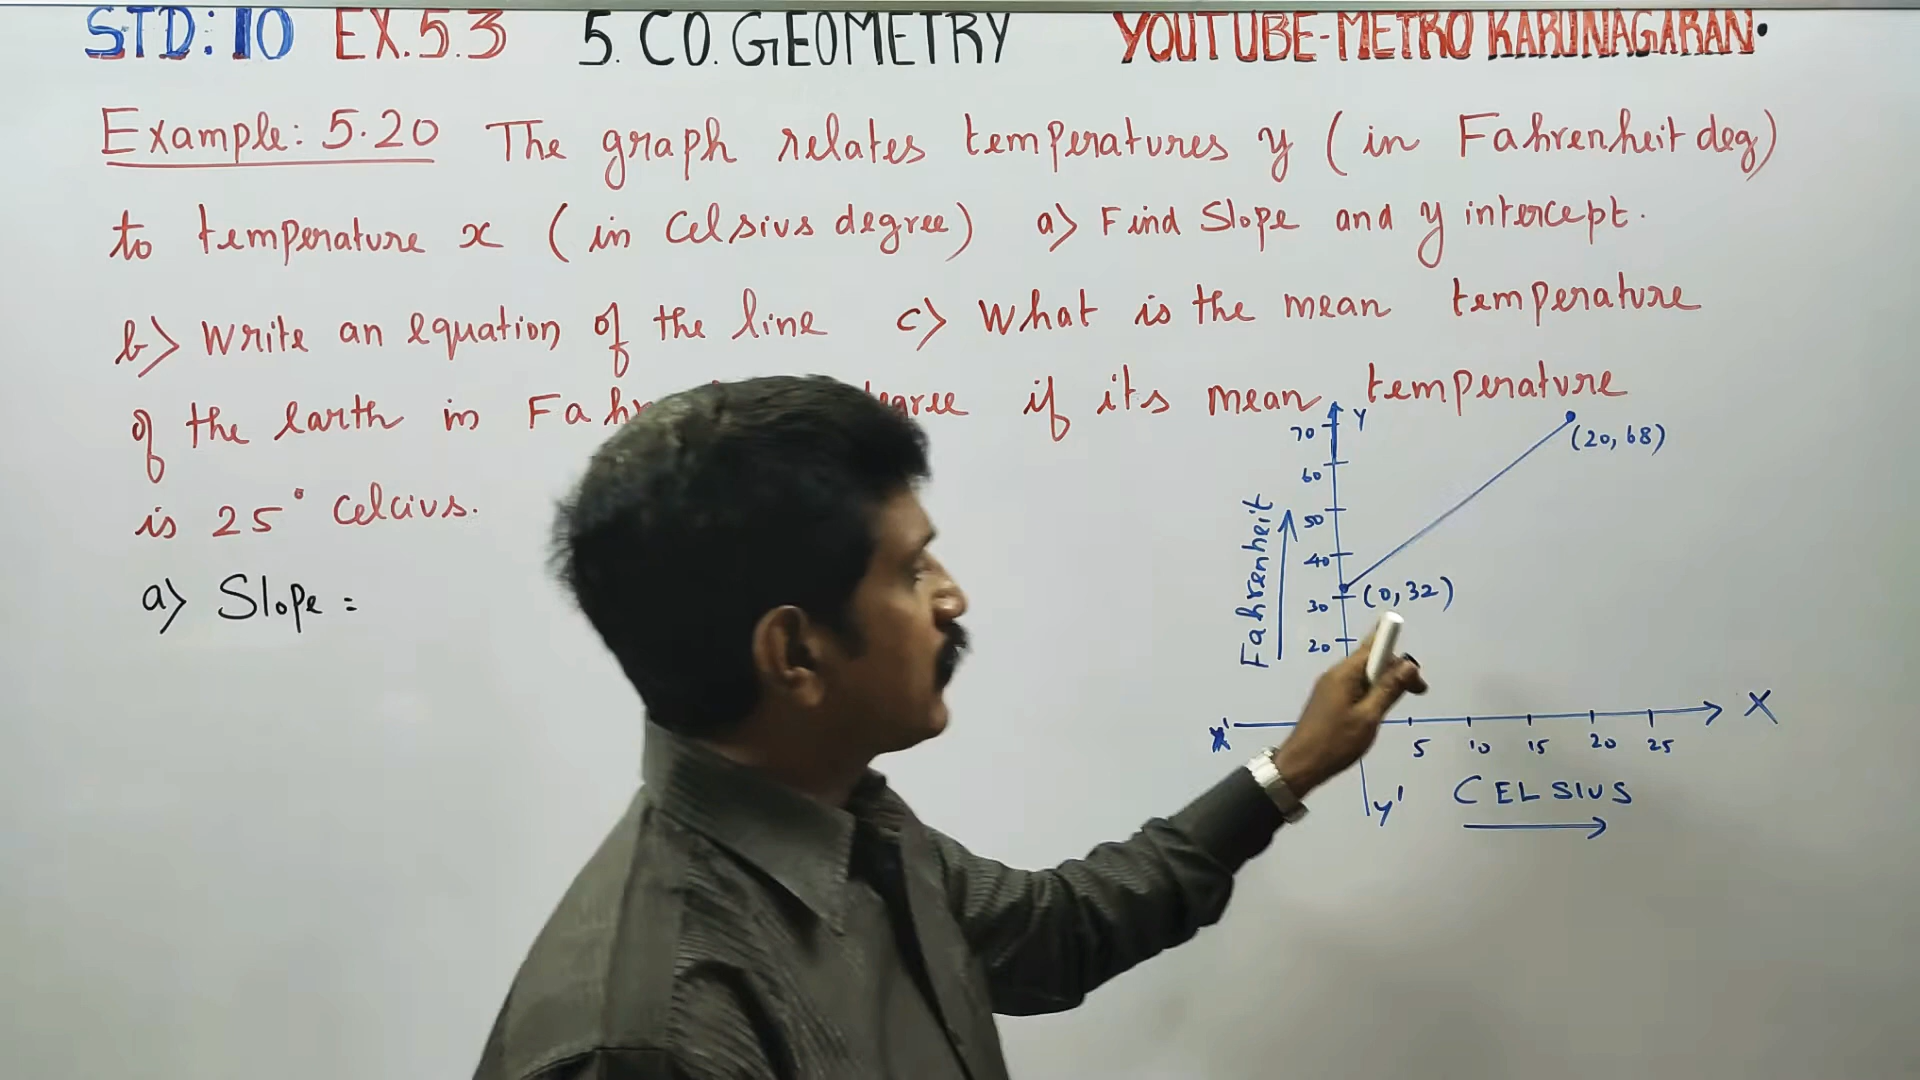 STD: 10 EX.5.3 5. CO. GEOMETRY YOUTUBE-METRO KARUNAGARAN.
Example: 5.20 The graph relates temperatures y (in Fahrenheit deg)
to temperature x (in Celsius degree) a) Find Slope and y intercept.
b) Write an equation of the line c) What is the mean temperature
of the earth in if its mean temperature
is 25° Celcius.
a) Slope =
Y
70
(20, 68)
60
50
40
(0, 32)
30
20
Fahrenheit
X' X
5 10 15 20 25
CELSIUS
Y'